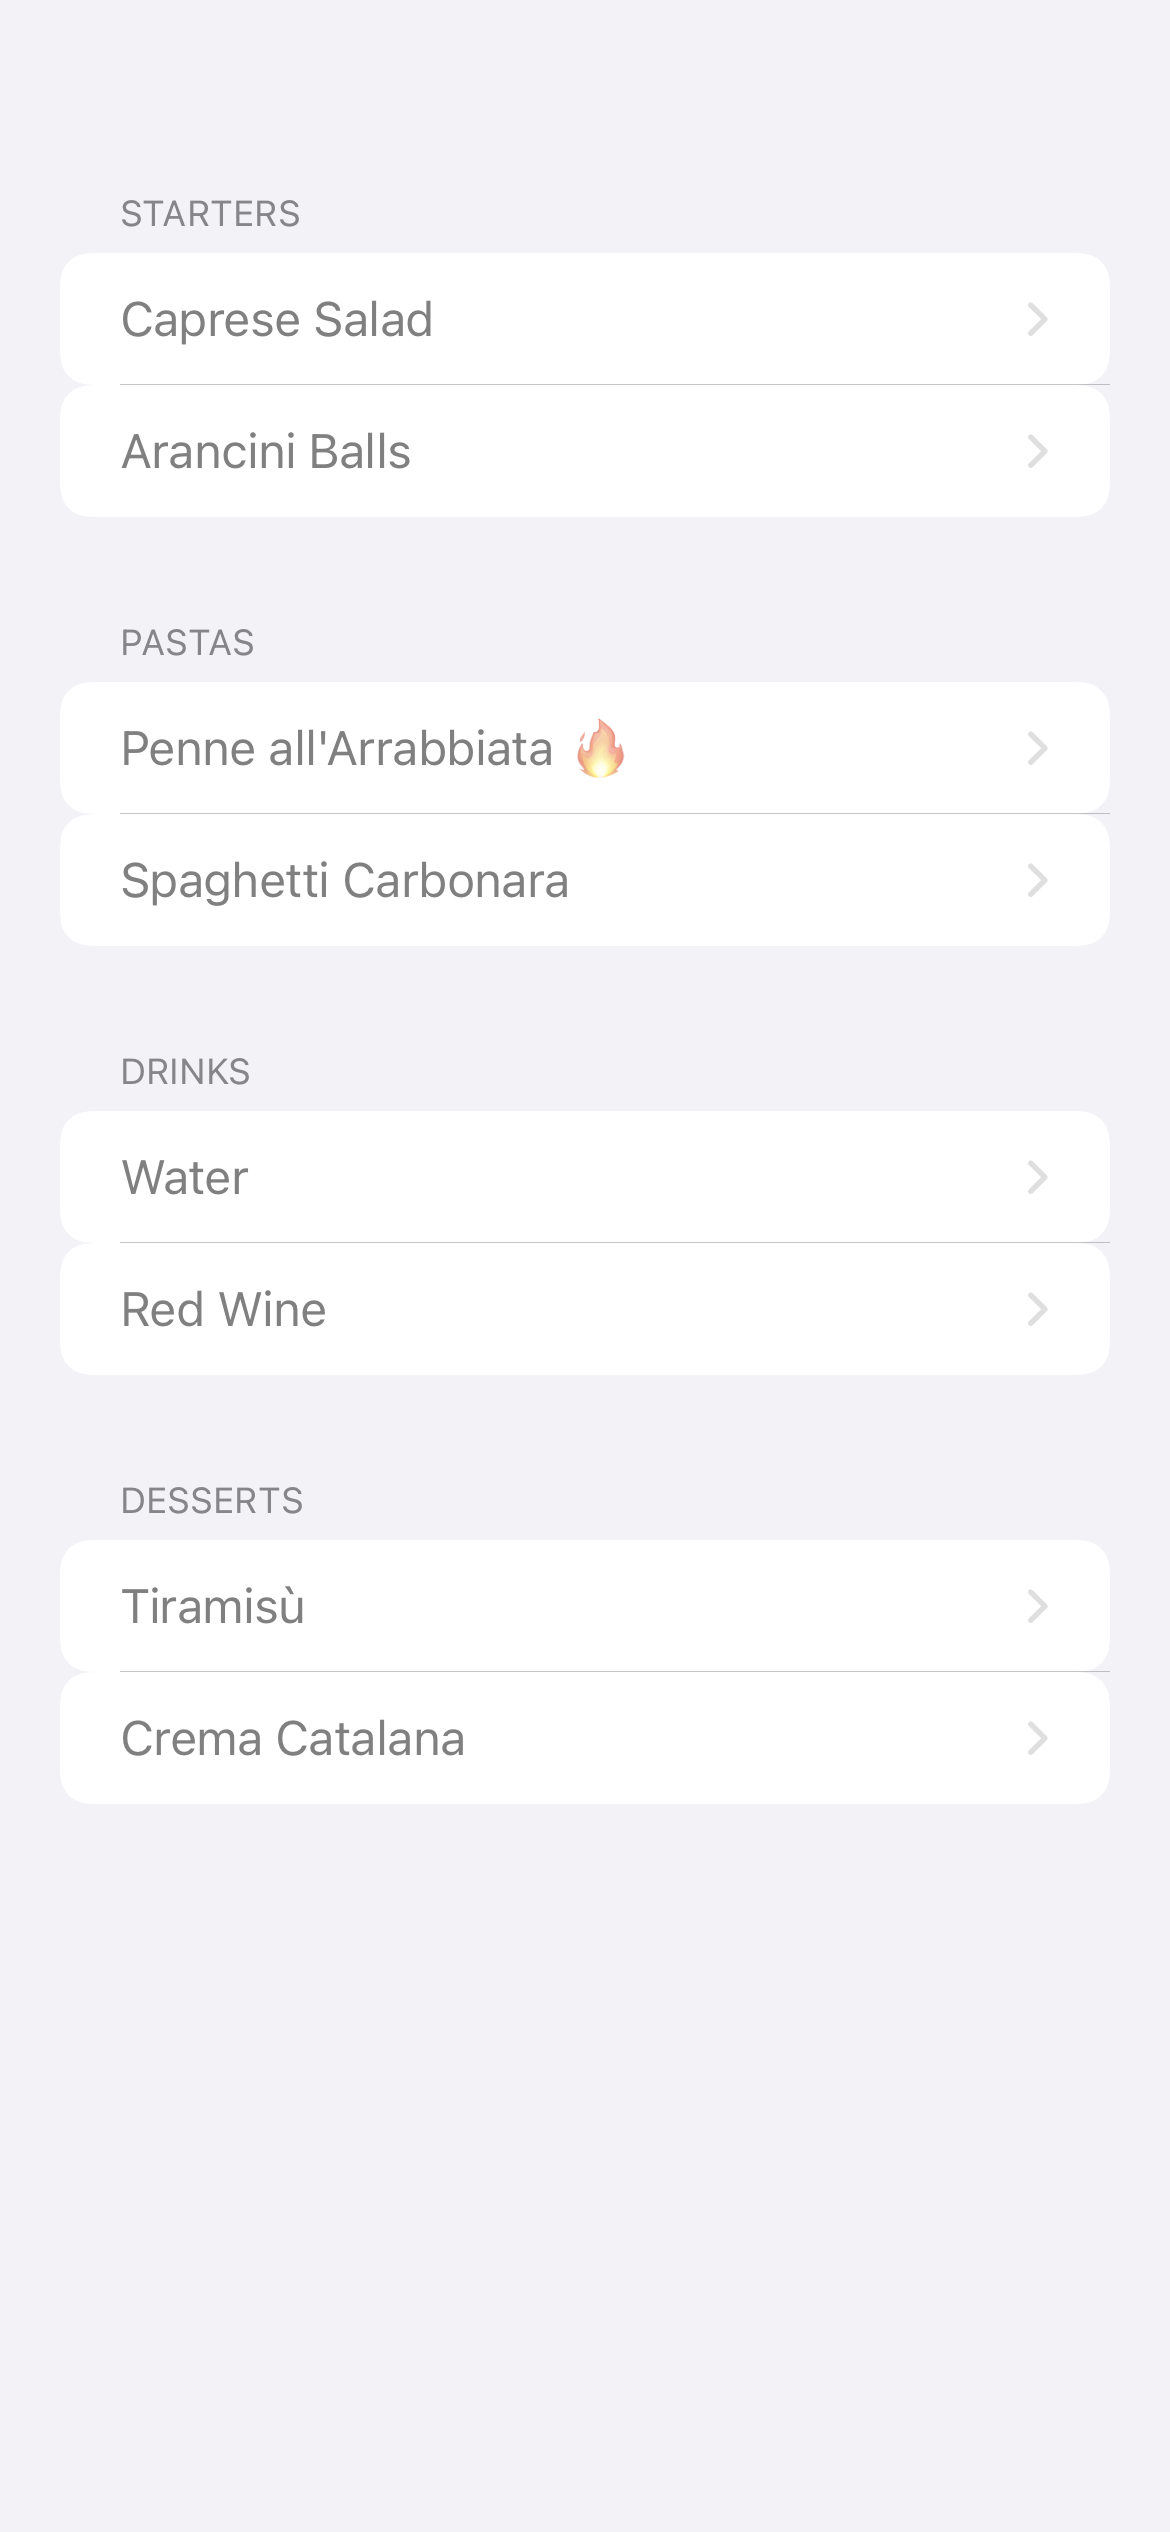 STARTERS
Caprese Salad
Arancini Balls
PASTAS
Penne all'Arrabbiata 🔥
Spaghetti Carbonara
DRINKS
Water
Red Wine
DESSERTS
Tiramisù
Crema Catalana